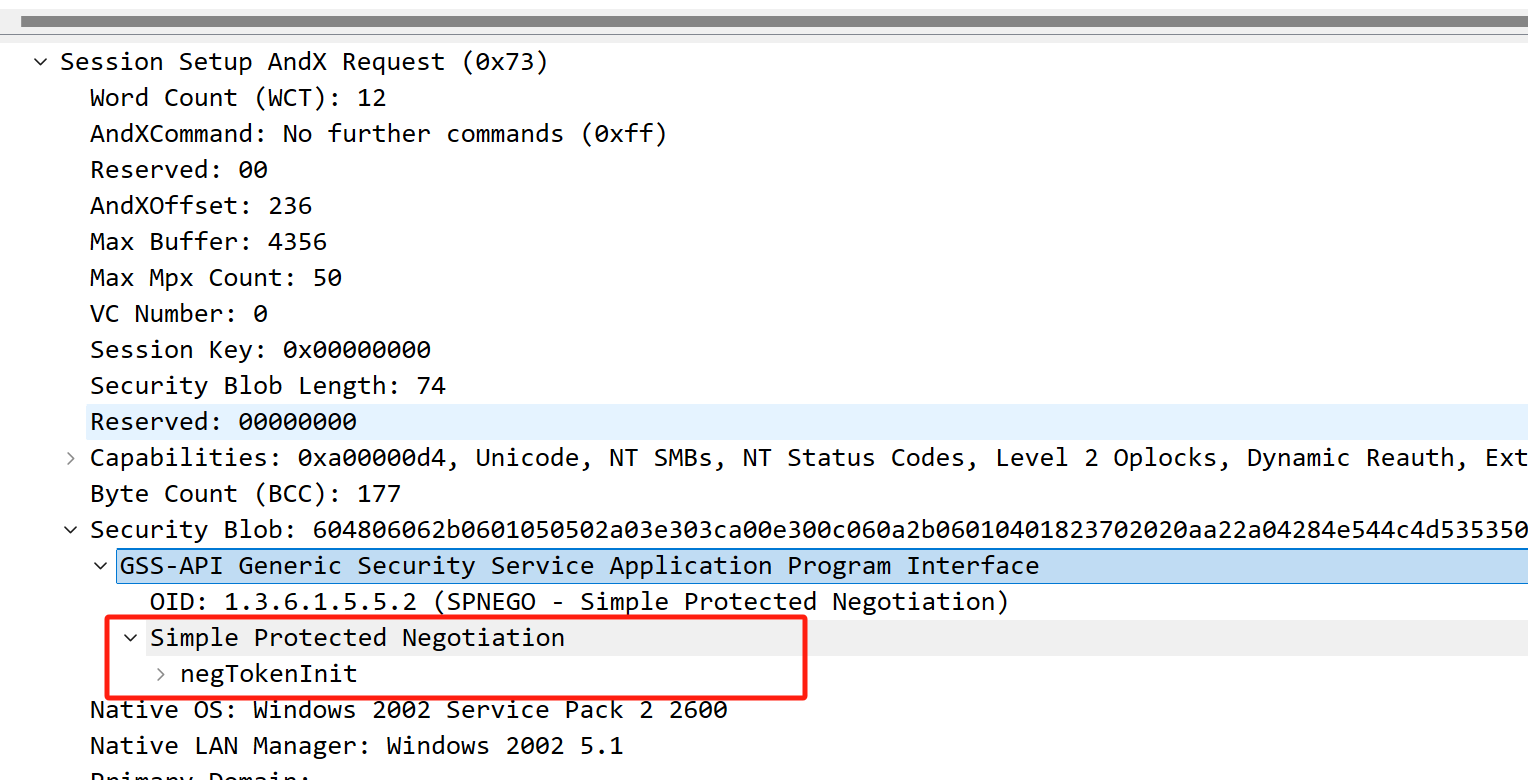 Session Setup AndX Request (0x73)
Word Count (WCT): 12
AndXCommand: No further commands (0xff)
Reserved: 00
AndXOffset: 236
Max Buffer: 4356
Max Mpx Count: 50
VC Number: 0
Session Key: 0x00000000
Security Blob Length: 74
Reserved: 00000000
Capabilities: 0xa00000d4, Unicode, NT SMBs, NT Status Codes, Level 2 Oplocks, Dynamic Reauth, Ext
Byte Count (BCC): 177
Security Blob: 604806062b0601050502a03e303ca00e300c060a2b06010401823702020aa22a04284e544c4d535350
GSS-API Generic Security Service Application Program Interface
OID: 1.3.6.1.5.5.2 (SPNEGO - Simple Protected Negotiation)
Simple Protected Negotiation
negTokenInit
Native OS: Windows 2002 Service Pack 2 2600
Native LAN Manager: Windows 2002 5.1
Primary Domain: